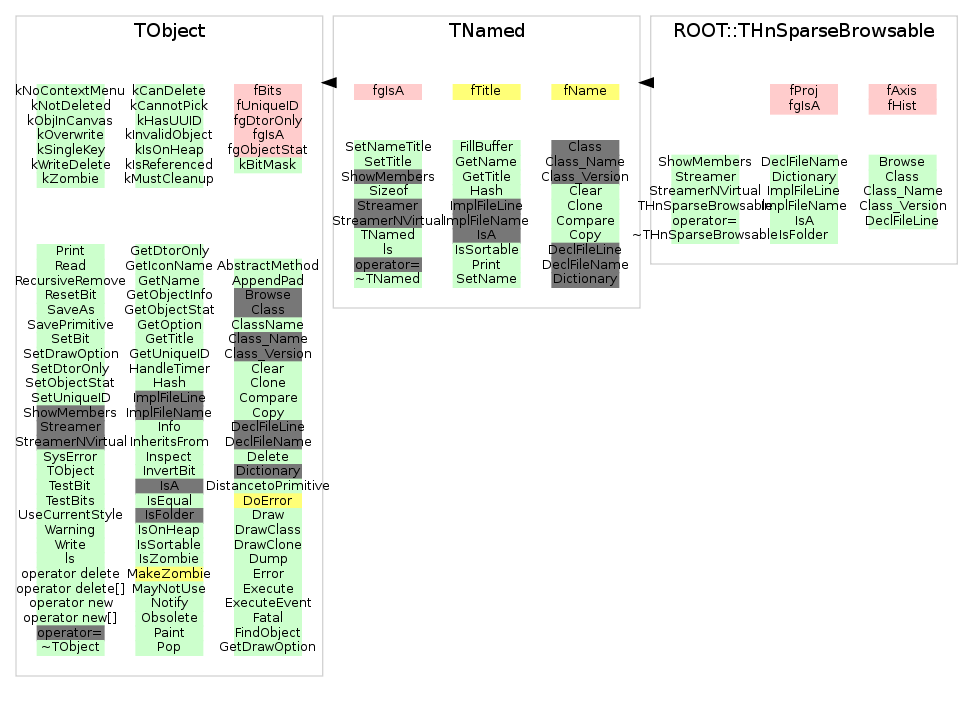 TObject
kNoContextMenu
kNotDeleted
kObjInCanvas
kOverwrite
kSingleKey
kWriteDelete
kZombie
kCanDelete
kCannotPick
kHasUUID
kInvalidObject
kIsOnHeap
kIsReferenced
kMustCleanup
fBits
fUniqueID
fgDtorOnly
fgIsA
fgObjectStat
kBitMask
Print
Read
RecursiveRemove
ResetBit
SaveAs
SavePrimitive
SetBit
SetDrawOption
SetDtorOnly
SetObjectStat
SetUniqueID
ShowMembers
Streamer
StreamerNVirtual
SysError
TObject
TestBit
TestBits
UseCurrentStyle
Warning
Write
ls
operator delete
operator delete[]
operator new
operator new[]
operator=
~TObject
GetDtorOnly
GetIconName
GetName
GetObjectInfo
GetObjectStat
GetOption
GetTitle
GetUniqueID
HandleTimer
Hash
ImplFileLine
ImplFileName
Info
InheritsFrom
Inspect
InvertBit
IsA
IsEqual
IsFolder
IsOnHeap
IsSortable
IsZombie
MakeZombie
MayNotUse
Notify
Obsolete
Paint
Pop
AbstractMethod
AppendPad
Browse
Class
ClassName
Class_Name
Class_Version
Clear
Clone
Compare
Copy
DeclFileLine
DeclFileName
Delete
Dictionary
DistancetoPrimitive
DoError
Draw
DrawClass
DrawClone
Dump
Error
Execute
ExecuteEvent
Fatal
FindObject
GetDrawOption
TNamed
fgIsA
fTitle
fName
SetNameTitle
SetTitle
ShowMembers
Sizeof
Streamer
StreamerNVirtual
TNamed
ls
operator=
~TNamed
FillBuffer
GetName
GetTitle
Hash
ImplFileLine
ImplFileName
IsA
IsSortable
Print
SetName
Class
Class_Name
Class_Version
Clear
Clone
Compare
Copy
DeclFileLine
DeclFileName
Dictionary
ROOT::THnSparseBrowsable
fProj
fgIsA
fAxis
fHist
ShowMembers
Streamer
StreamerNVirtual
THnSparseBrowsable
operator=
~THnSparseBrowsable
DeclFileName
Dictionary
ImplFileLine
ImplFileName
IsA
IsFolder
Browse
Class
Class_Name
Class_Version
DeclFileLine